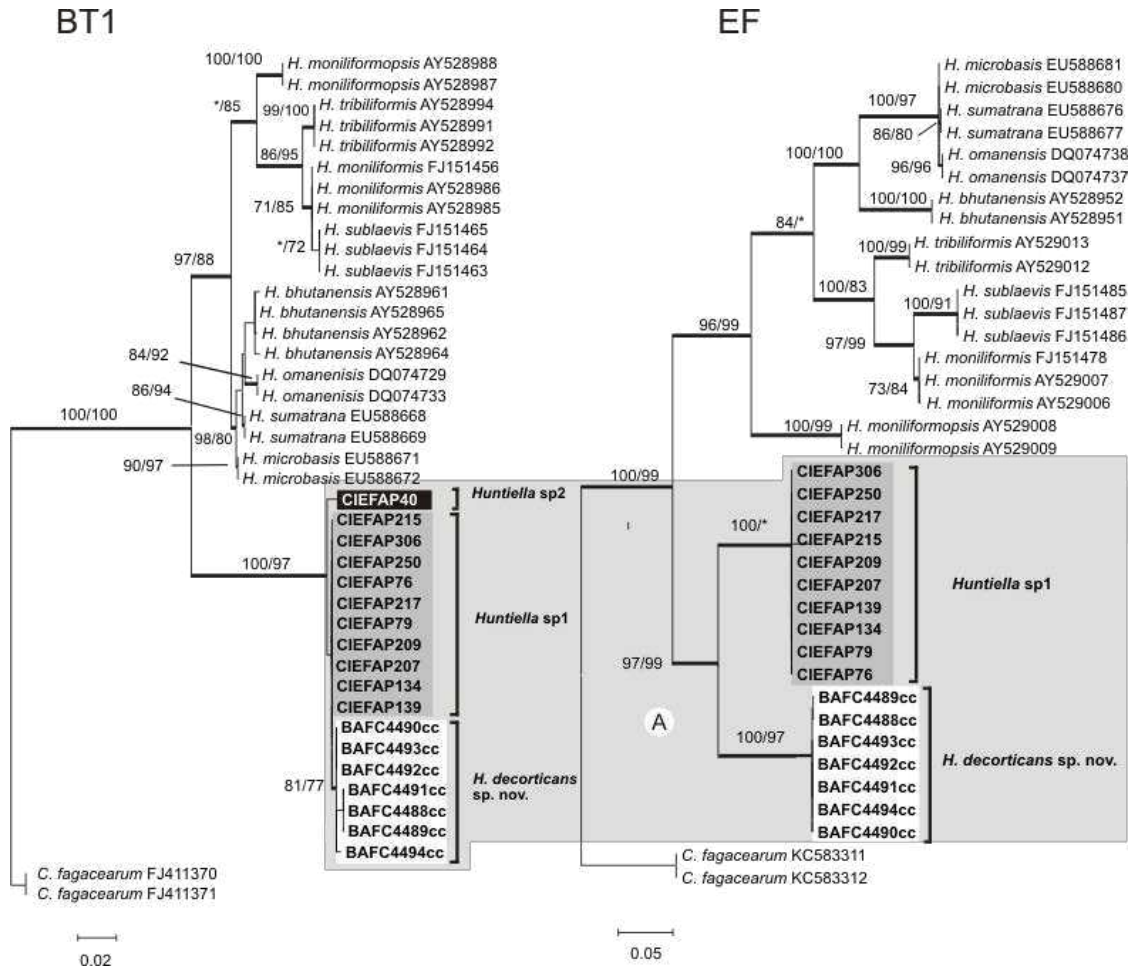 BT1
100/100
H. moniliformopsis AY528988
H. moniliformopsis AY528987
*/85
99/100
H. tribiliformis AY528994
H. tribiliformis AY528991
H. tribiliformis AY528992
86/95
H. moniliformis FJ151456
H. moniliformis AY528986
H. moniliformis AY528985
71/85
H. sublaevis FJ151465
H. sublaevis FJ151464
H. sublaevis FJ151463
*/72
97/88
H. bhutanensis AY528961
H. bhutanensis AY528965
H. bhutanensis AY528962
H. bhutanensis AY528964
84/92
H. omanenisis DQ074729
H. omanensis DQ074733
86/94
H. sumatrana EU588668
H. sumatrana EU588669
100/100
98/80
90/97
H. microbasis EU588671
H. microbasis EU588672
CIEFAP40
Huntiella sp2
CIEFAP215
CIEFAP306
CIEFAP250
CIEFAP76
CIEFAP217
CIEFAP79
CIEFAP209
CIEFAP207
CIEFAP134
CIEFAP139
100/97
Huntiella sp1
BAFC4490cc
BAFC4493cc
BAFC4492cc
BAFC4491cc
BAFC4488cc
BAFC4489cc
BAFC4494cc
81/77
H. decorticans
sp. nov.
C. fagacearum FJ411370
C. fagacearum FJ411371
0.02
EF
H. microbasis EU588681
H. microbasis EU588680
100/97
H. sumatrana EU588676
H. sumatrana EU588677
86/80
H. omanensis DQ074738
H. omanensis DQ074737
96/96
100/100
H. bhutanensis AY528952
H. bhutanensis AY528951
100/100
84/*
H. tribiliformis AY529013
H. tribiliformis AY529012
100/99
100/83
H. sublaevis FJ151485
H. sublaevis FJ151487
H. sublaevis FJ151486
100/91
97/99
H. moniliformis FJ151478
H. moniliformis AY529007
H. moniliformis AY529006
73/84
96/99
H. moniliformopsis AY529008
H. moniliformopsis AY529009
100/99
100/99
CIEFAP306
CIEFAP250
CIEFAP217
CIEFAP215
CIEFAP209
CIEFAP207
CIEFAP139
CIEFAP134
CIEFAP79
CIEFAP76
100/*
Huntiella sp1
97/99
A
BAFC4489cc
BAFC4488cc
BAFC4493cc
BAFC4492cc
BAFC4491cc
BAFC4494cc
BAFC4490cc
100/97
H. decorticans sp. nov.
C. fagacearum KC583311
C. fagacearum KC583312
0.05